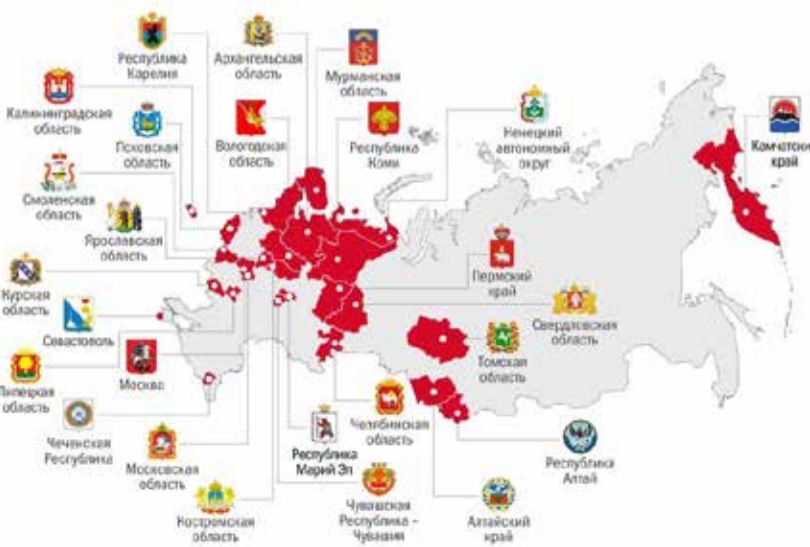 Республика
Карелия
Архангельская
область
Мурманская
область
Калининградская
область
Псковская
область
Вологодская
область
Республика
Коми
Ненецкий
автономный
округ
Камчатски
край
Смоленская
область
Ярославская
область
Курская
область
Севастополь
Пермский
край
Свердловская
область
Томская
область
Липецкая
область
Москва
Чеченская
Республика
Московская
область
Костромская
область
Республика
Марий Эл
Челябинская
область
Чувашская
Республика –
Чувашия
Республика
Алтай
Алтайский
край